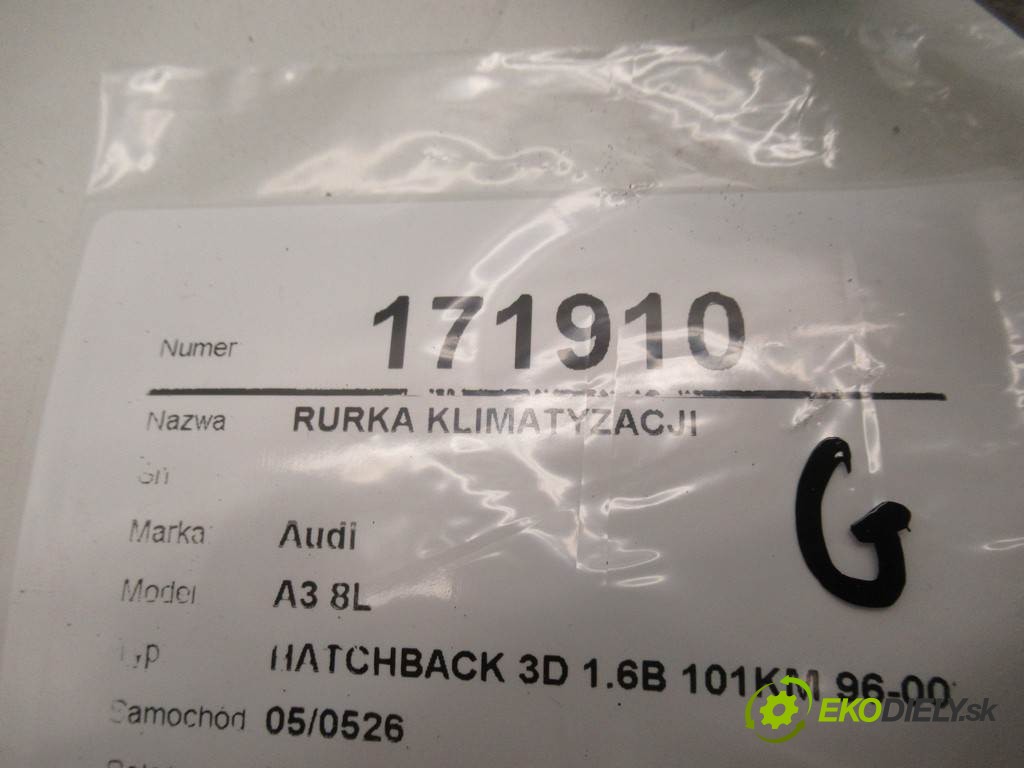 Numer 171910
Nazwa RURKA KLIMATYZACJI
Marka Audi
Model A3 8L
Typ HATCHBACK 3D 1.6B 101KM 96-00
Samochód 05/0526
G
EKODIELY.sk